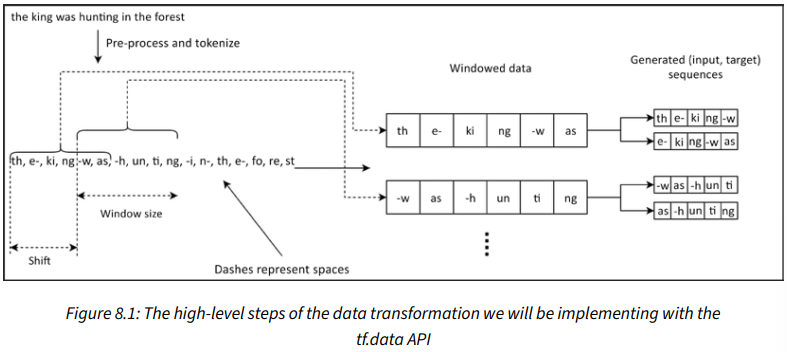 the king was hunting in the forest
Pre-process and tokenize
Windowed data
Generated (input, target)
sequences
th e- ki ng -w as
th e- ki ng -w
e- ki ng -w as
th, e-, ki, ng,-w, as, -h, un, ti, ng, -i, n-, th, e-, fo, re, st
-w as -h un ti ng
-w as -h un ti
as -h un ti ng
Window size
Shift
Dashes represent spaces
Figure 8.1: The high-level steps of the data transformation we will be implementing with the
tf.data API